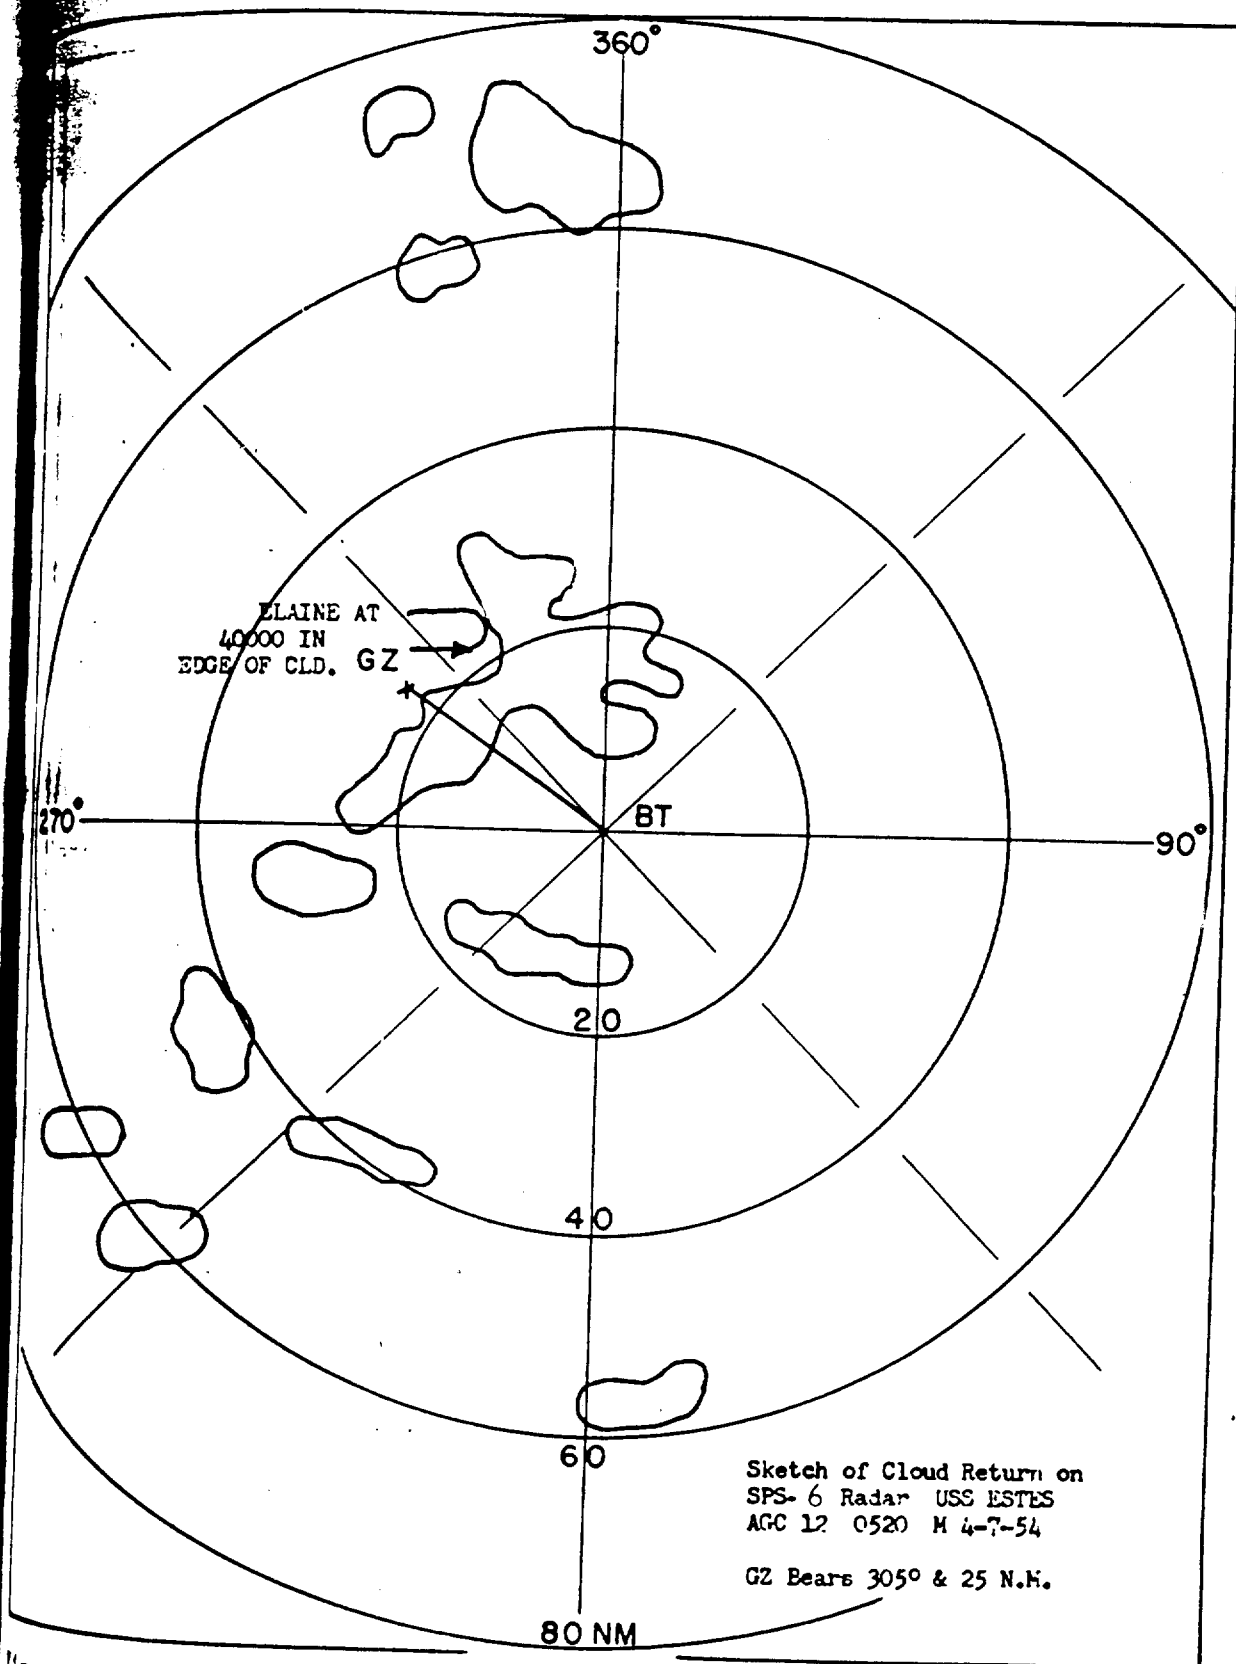 360°
ELAINE AT
40000 IN
EDGE OF CLD.
GZ
270°
BT
90°
20
40
60
Sketch of Cloud Return on
SPS- 6 Radar USS ESTES
AGC 12 0520 M 4-7-54
GZ Bears 305° & 25 N.M.
80 NM